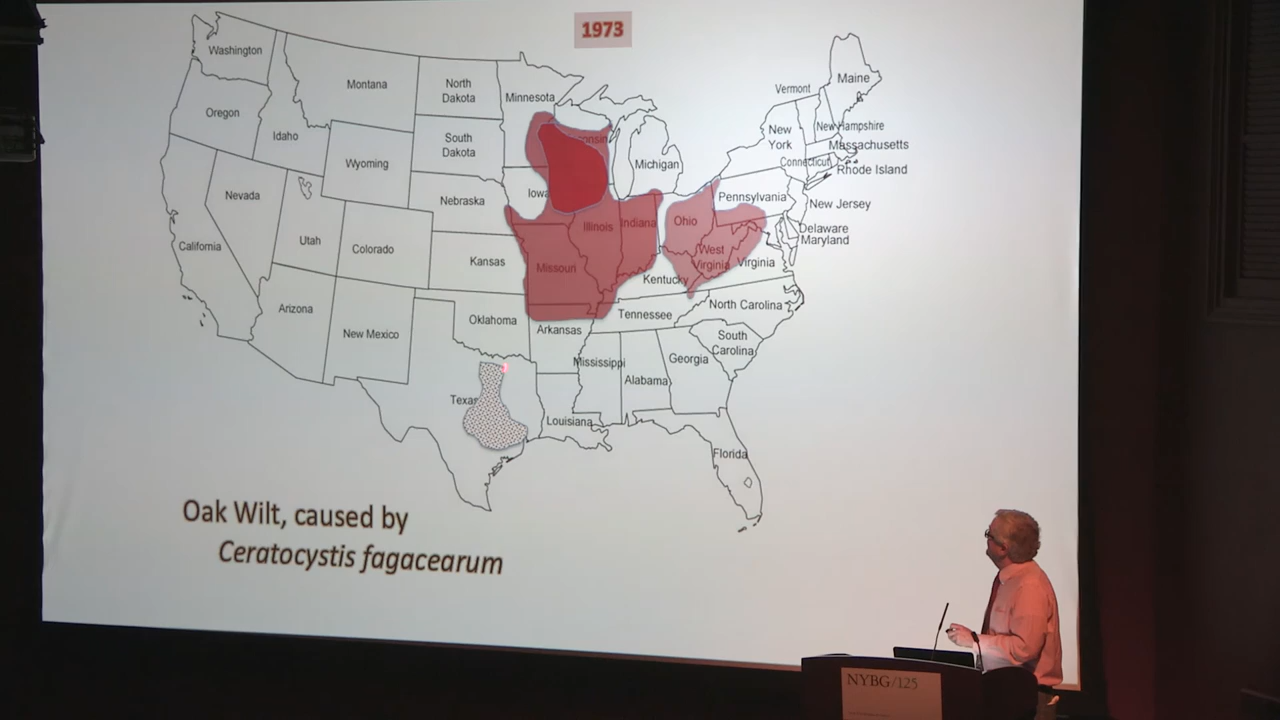 1973
Washington
Oregon
Idaho
Montana
Wyoming
North
Dakota
South
Dakota
Minnesota
Michigan
Nevada
California
Utah
Colorado
Nebraska
Kansas
Iowa
Illinois
Indiana
Missouri
Ohio
West
Virginia
Kentucky
Virginia
Pennsylvania
New
York
Vermont
Maine
New Hampshire
Massachusetts
Connecticut
Rhode Island
New Jersey
Delaware
Maryland
Arizona
New Mexico
Oklahoma
Arkansas
Tennessee
North Carolina
South
Carolina
Mississippi
Alabama
Georgia
Texas
Louisiana
Florida
Oak Wilt, caused by
Ceratocystis fagacearum
NYBG/125